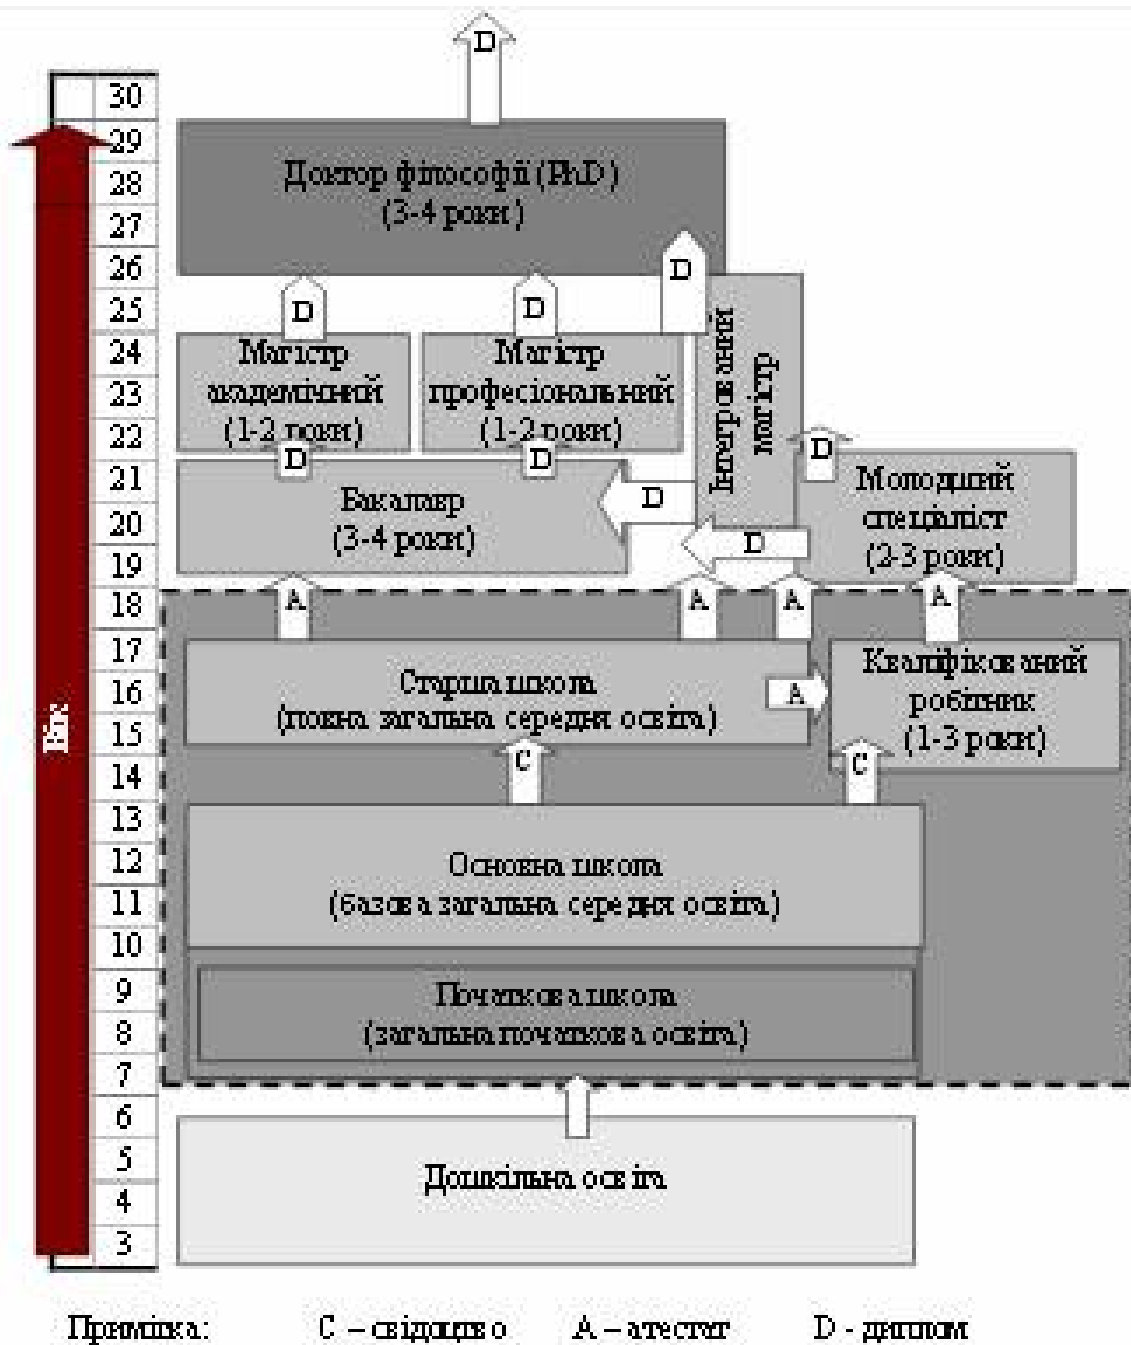 D
30
29
28
27
26
25
24
23
22
21
20
19
18
17
16
15
14
13
12
11
10
9
8
7
6
5
4
3
Вік
Доктор філософії (PhD)
(3-4 роки)
D
D
D
Магістр
академічний
(1-2 роки)
Магістр
професіональний
(1-2 роки)
Інтегрований
магістр
D
D
D
Бакалавр
(3-4 роки)
D
D
Молодший
спеціаліст
(2-3 роки)
A
A
A
A
Старша школа
(повна загальна середня освіта)
A
Кваліфікований
робітник
(1-3 роки)
C
C
Основна школа
(базова загальна середня освіта)
Початкова школа
(загальна початкова освіта)
Дошкільна освіта
Примітка: С – свідоцтво А – атестат D - диплом